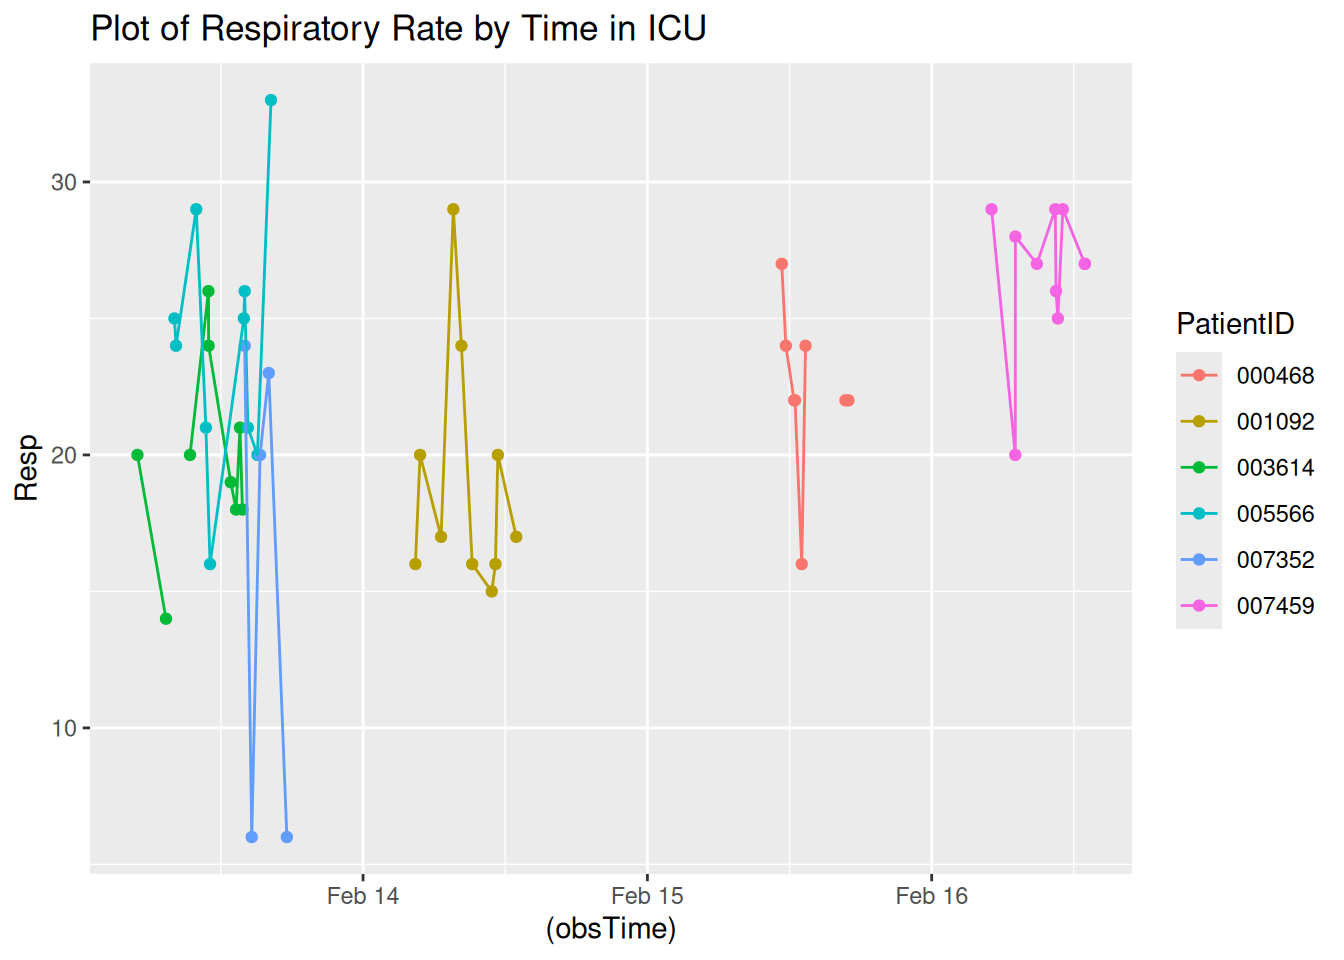 Plot of Respiratory Rate by Time in ICU
Resp
30
20
10
Feb 14
Feb 15
Feb 16
(obsTime)
PatientID
000468
001092
003614
005566
007352
007459